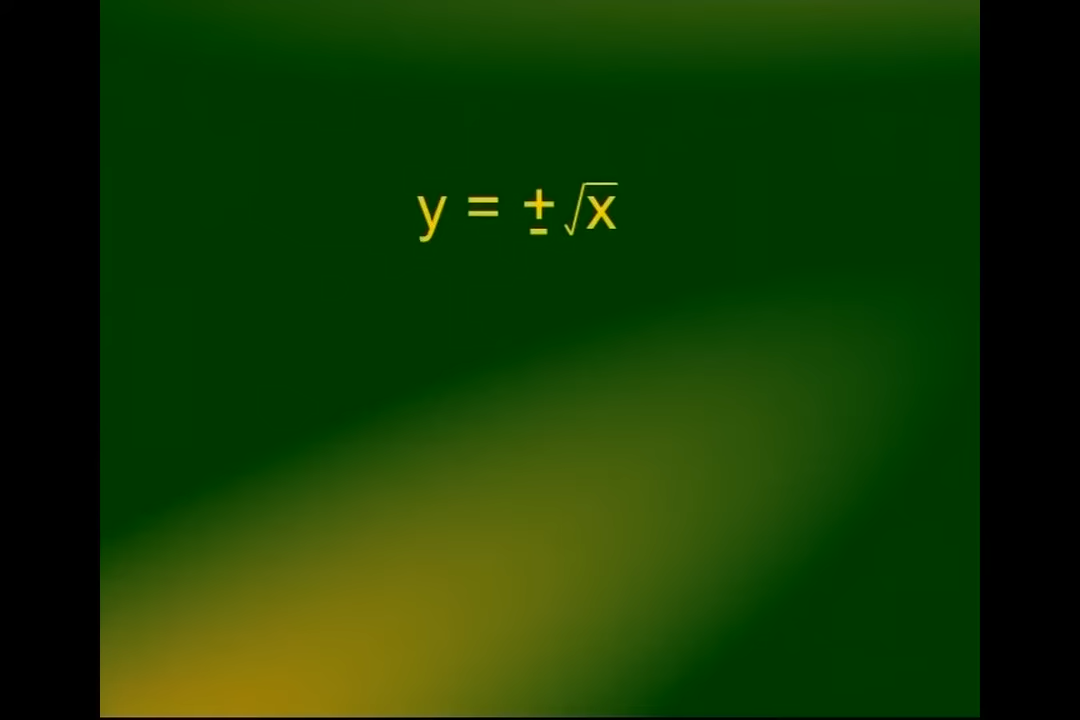 y = ±√x